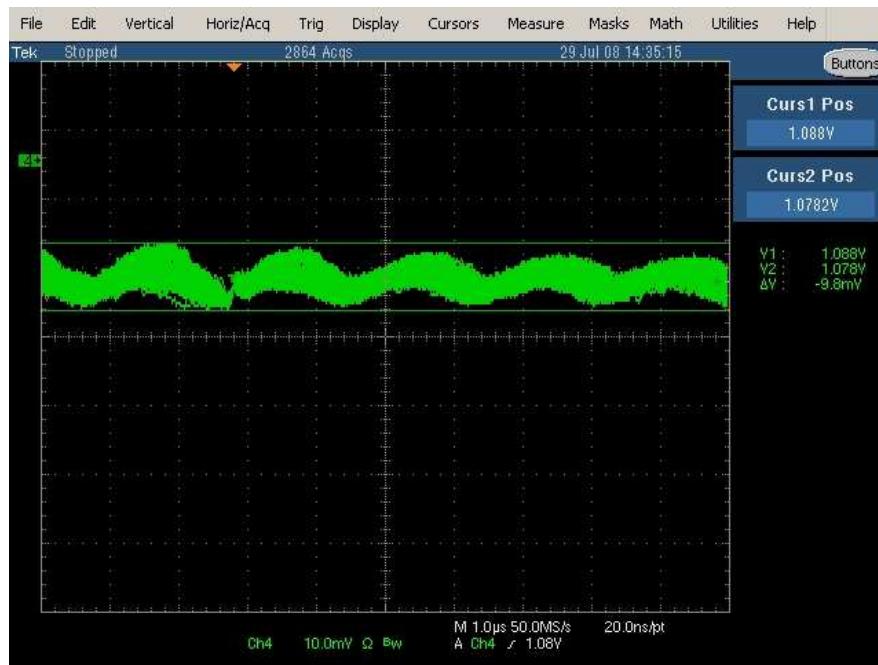 File Edit Vertical Horiz/Acq Trig Display Cursors Measure Masks Math Utilities Help
Tek Stopped 2864 Acqs 29 Jul 08 14:35:15
Buttons
Curs1 Pos
1.088V
4
Curs2 Pos
1.0782V
V1 : 1.088V
V2 : 1.078V
ΔV : -9.8mV
M 1.0µs 50.0MS/s 20.0ns/pt
Ch4 10.0mV Ω Bw A Ch4 ⁄ 1.08V